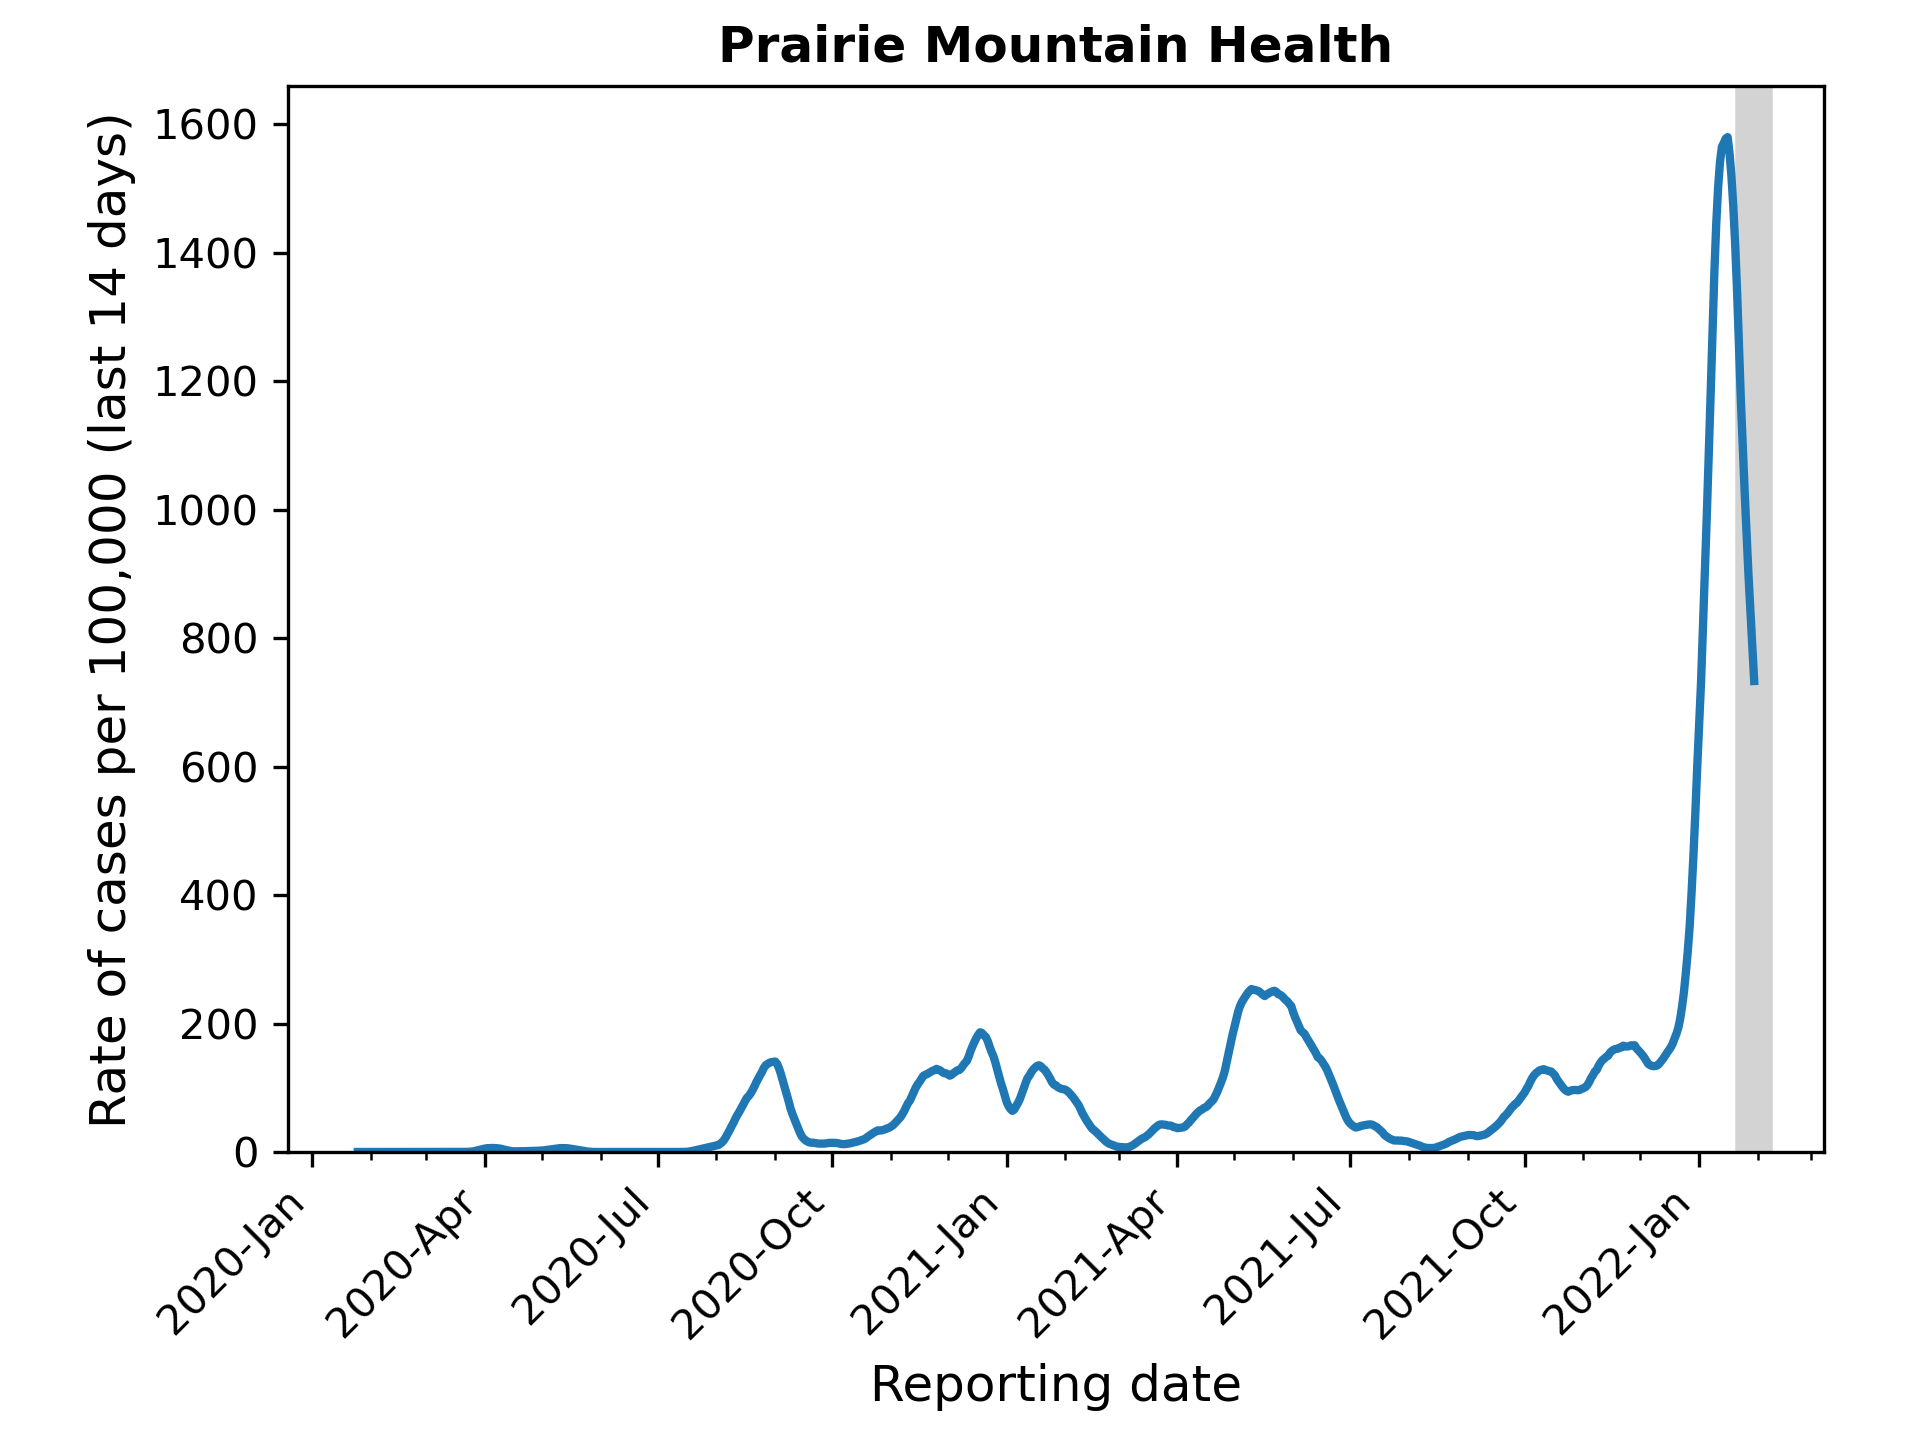 Prairie Mountain Health
Rate of cases per 100,000 (last 14 days)
1600
1400
1200
1000
800
600
400
200
0
2020-Jan
2020-Apr
2020-Jul
2020-Oct
2021-Jan
2021-Apr
2021-Jul
2021-Oct
2022-Jan
Reporting date